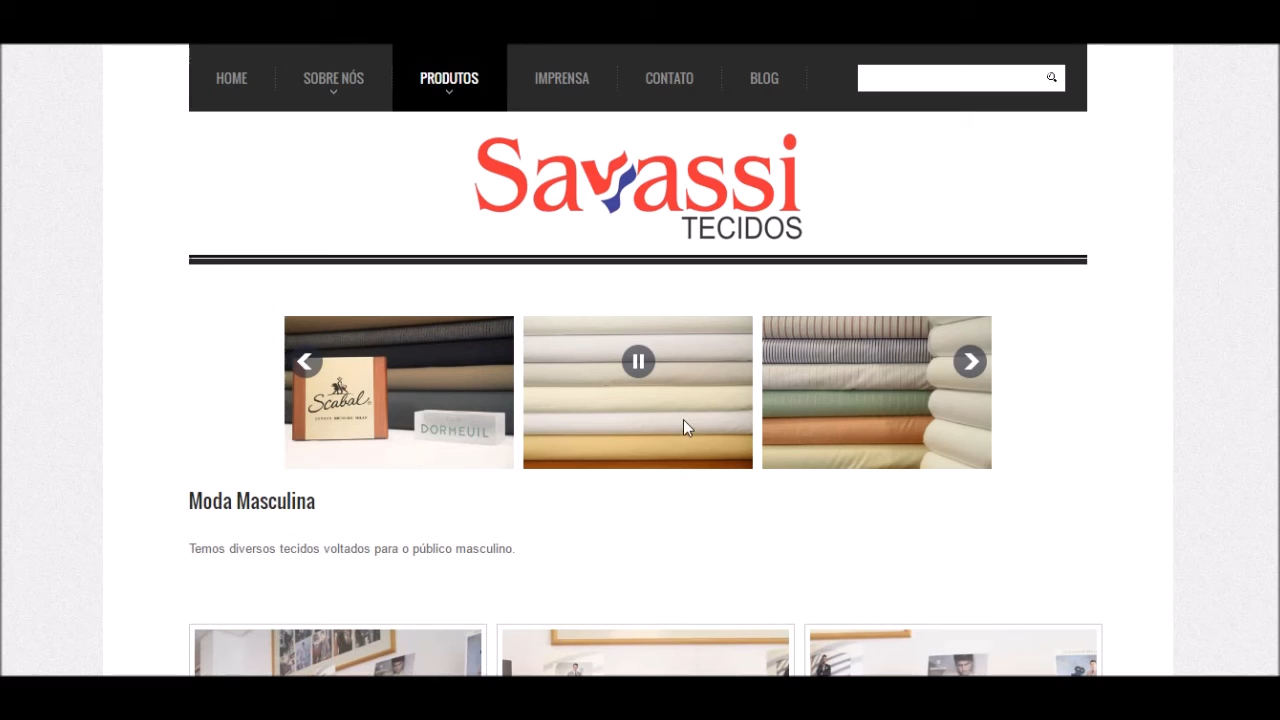 HOME SOBRE NÓS PRODUTOS IMPRENSA CONTATO BLOG
Savassi
TECIDOS
Scabal
DORMEUIL
Moda Masculina
Temos diversos tecidos voltados para o público masculino.